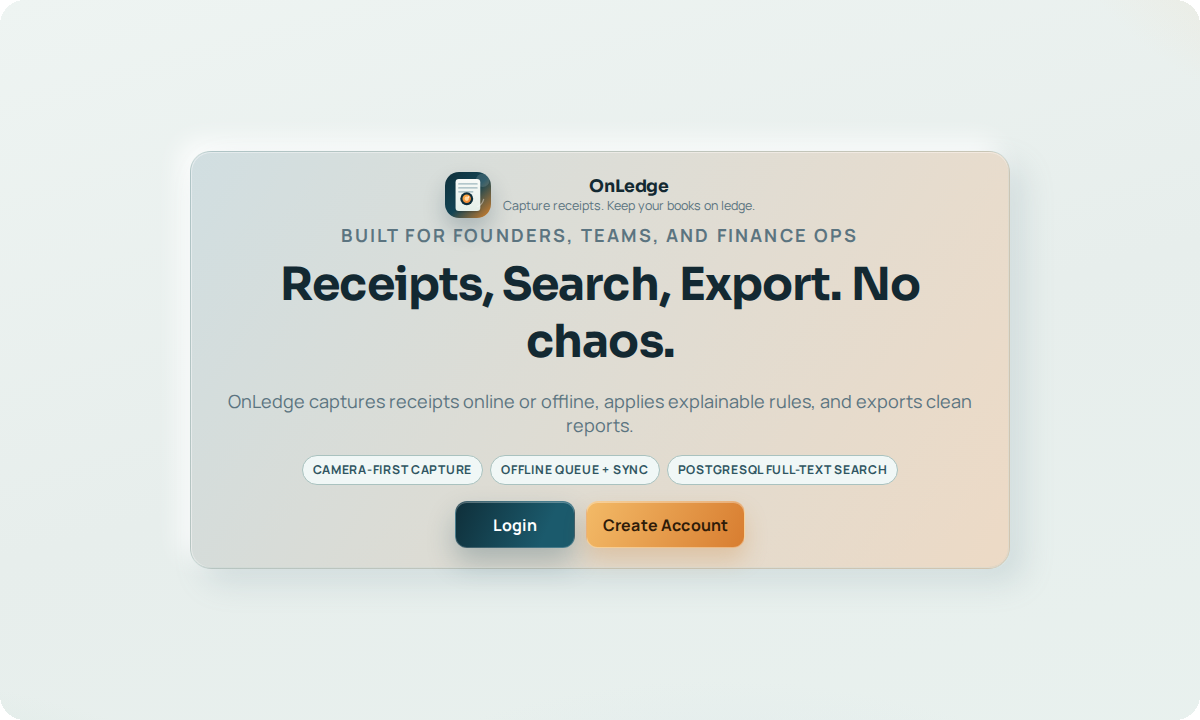 OnLedge
Capture receipts. Keep your books on ledge.
BUILT FOR FOUNDERS, TEAMS, AND FINANCE OPS
Receipts, Search, Export. No
chaos.
OnLedge captures receipts online or offline, applies explainable rules, and exports clean
reports.
CAMERA-FIRST CAPTURE
OFFLINE QUEUE + SYNC
POSTGRESQL FULL-TEXT SEARCH
Login
Create Account